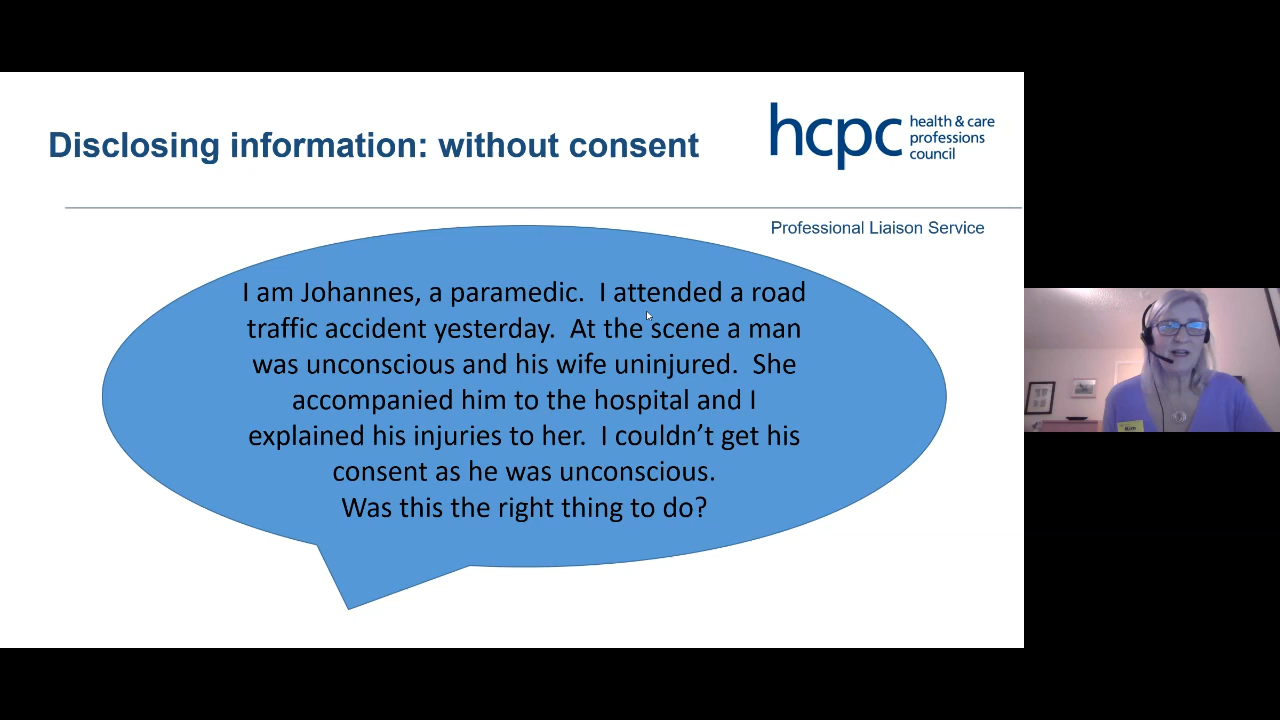 Disclosing information: without consent
hcpc
health & care
professions
council
Professional Liaison Service
I am Johannes, a paramedic. I attended a road
traffic accident yesterday. At the scene a man
was unconscious and his wife uninjured. She
accompanied him to the hospital and I
explained his injuries to her. I couldn’t get his
consent as he was unconscious.
Was this the right thing to do?